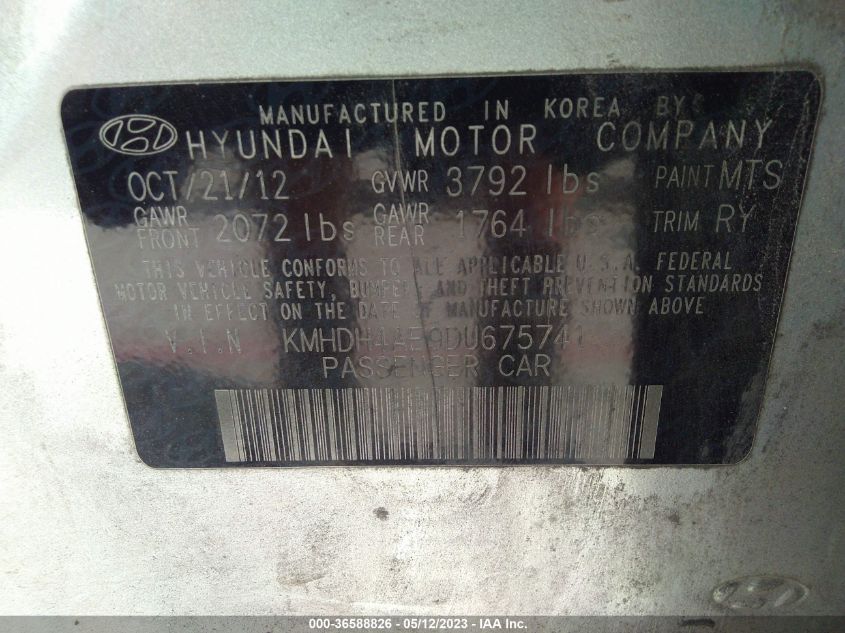 MANUFACTURED IN KOREA BY
HYUNDAI MOTOR COMPANY
OCT/21/12 GVWR 3792 lbs PAINT MTS
GAWR FRONT 2072 lbs GAWR REAR 1764 lbs TRIM RY
THIS VEHICLE CONFORMS TO ALL APPLICABLE U.S.A. FEDERAL
MOTOR VEHICLE SAFETY, BUMPER AND THEFT PREVENTION STANDARDS
IN EFFECT ON THE DATE OF MANUFACTURE SHOWN ABOVE
V.I.N KMHDH4AE9DU675741
PASSENGER CAR
000-36588826 - 05/12/2023 - IAA Inc.